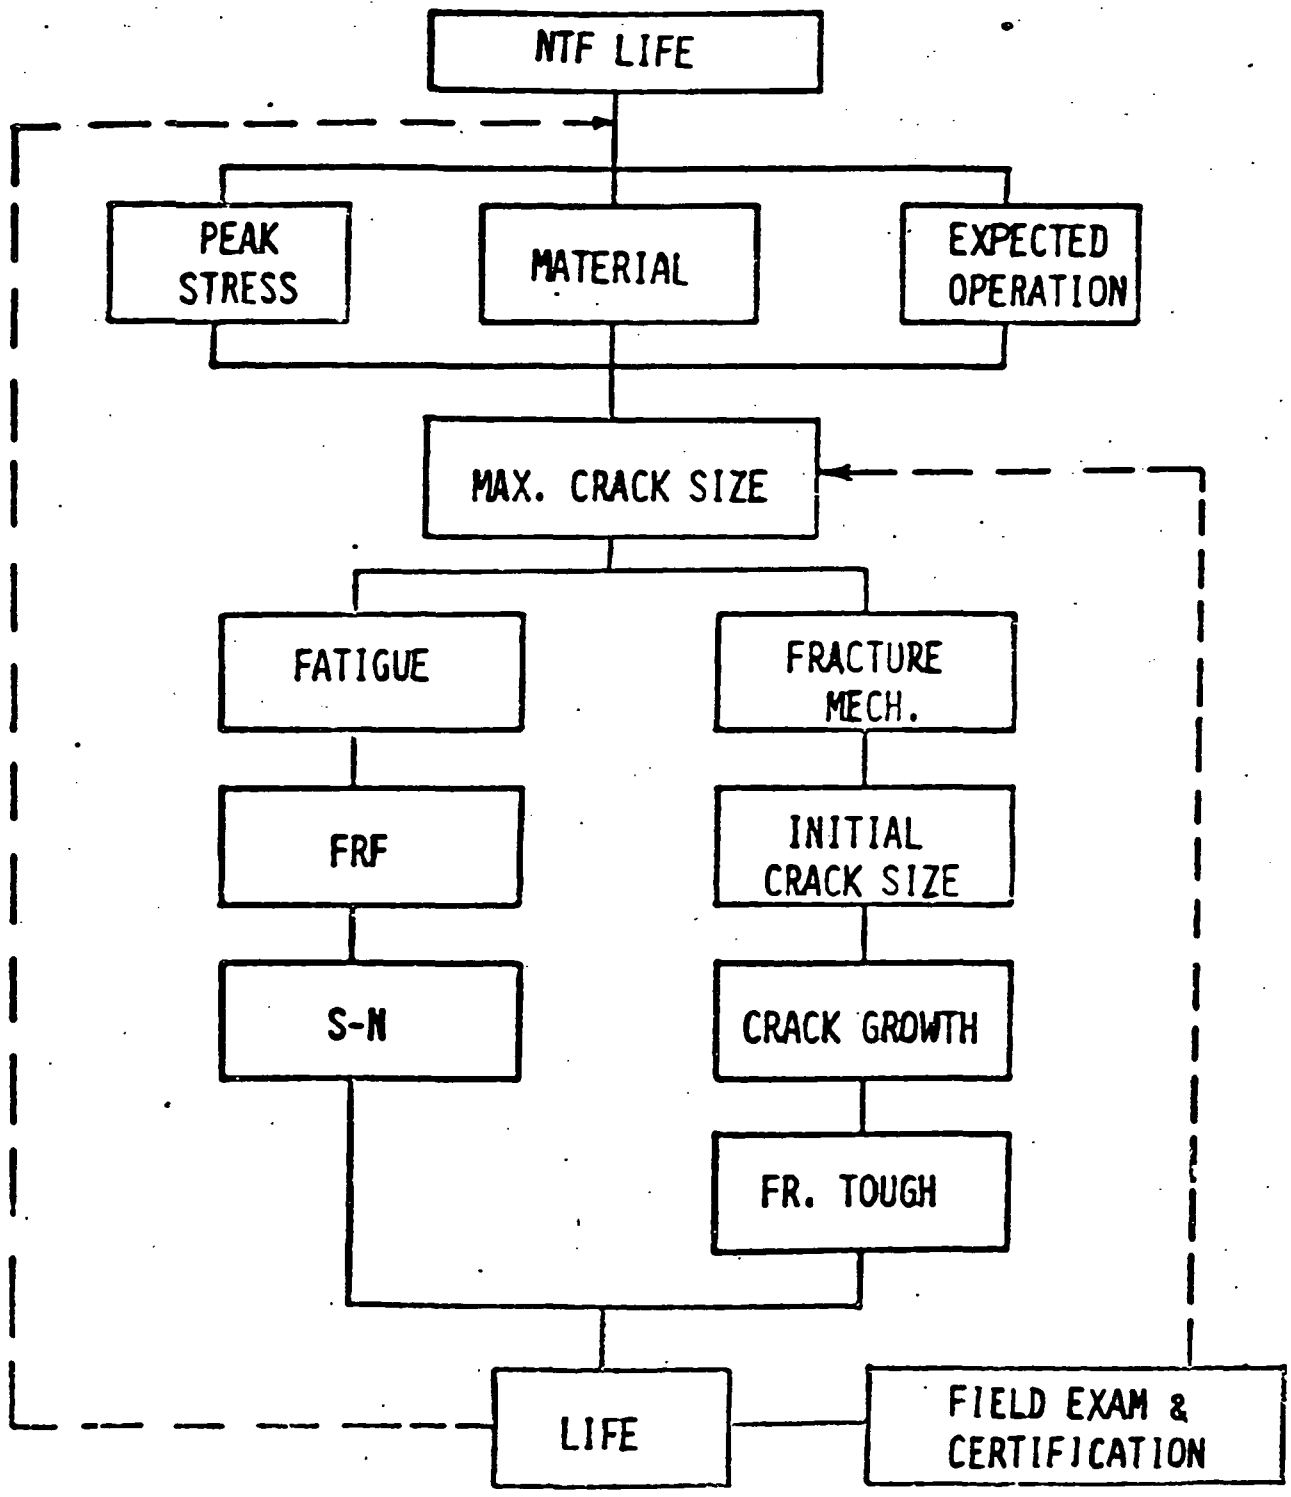 NTF LIFE
PEAK
STRESS
MATERIAL
EXPECTED
OPERATION
MAX. CRACK SIZE
FATIGUE
FRACTURE
MECH.
FRF
INITIAL
CRACK SIZE
S-N
CRACK GROWTH
FR. TOUGH
LIFE
FIELD EXAM &
CERTIFICATION